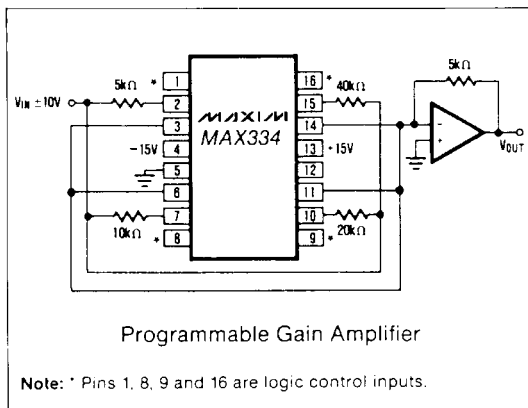 5kΩ
* 1
16 *
40kΩ
5kΩ
VIN ±10V
2
MAXIM
15
3
MAX334
14
-
-15V
4
13
+15V
+
VOUT
5
12
6
11
7
10
10kΩ
20kΩ
* 8
9 *
Programmable Gain Amplifier
Note: * Pins 1, 8, 9 and 16 are logic control inputs.